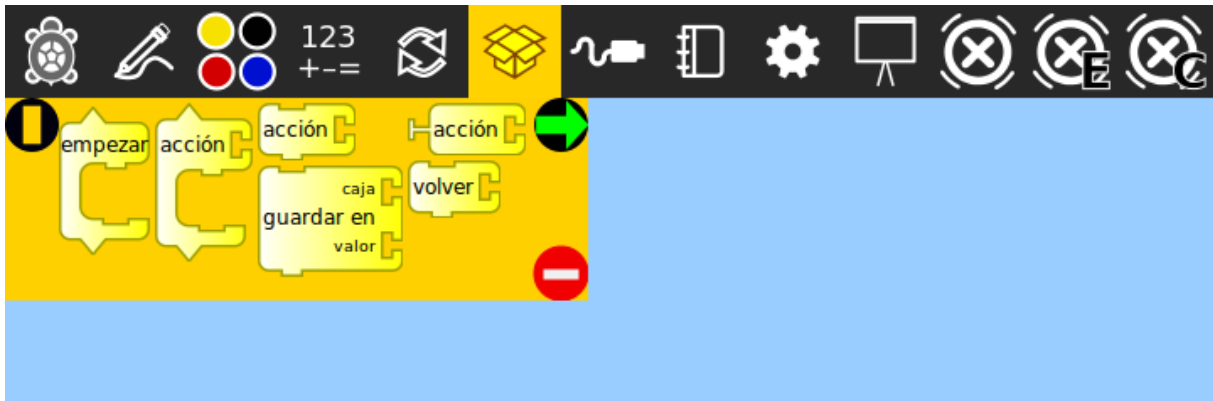 123
+-=
E
C
empezar
acción
acción
acción
caja
guardar en
valor
volver